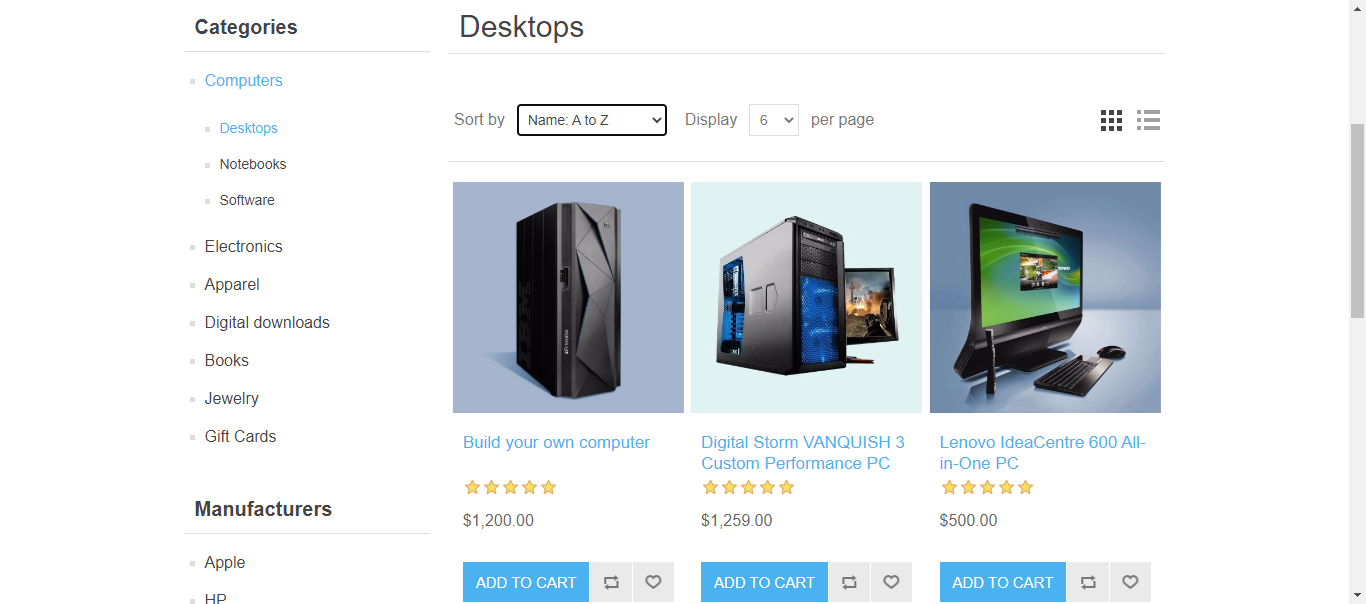 Categories
Computers
Desktops
Notebooks
Software
Electronics
Apparel
Digital downloads
Books
Jewelry
Gift Cards
Manufacturers
Apple
HP
Desktops
Sort by Name: A to Z Display 6 per page
Build your own computer
$1,200.00
ADD TO CART
Digital Storm VANQUISH 3
Custom Performance PC
$1,259.00
ADD TO CART
Lenovo IdeaCentre 600 All-
in-One PC
$500.00
ADD TO CART